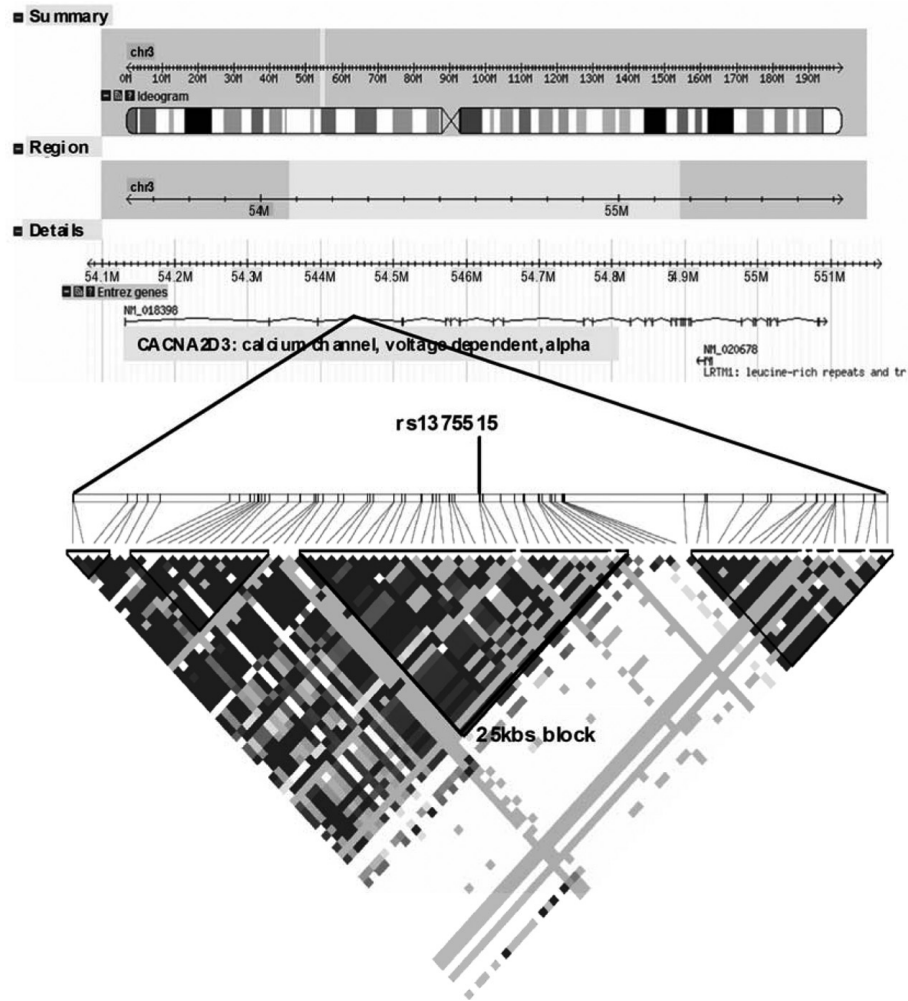 Summary
chr3
0M 10M 20M 30M 40M 50M 60M 70M 80M 90M 100M 110M 120M 130M 140M 150M 160M 170M 180M 190M
Ideogram
Region
chr3
54M 55M
Details
54.1M 54.2M 54.3M 544M 54.5M 546M 54.7M 54.8M 54.9M 55M 551M
Entrez genes
NM_018398
CACNA2D3: calcium channel, voltage dependent, alpha
NM_020678
LRTM1: leucine-rich repeats and tr
rs1375515
25kbs block